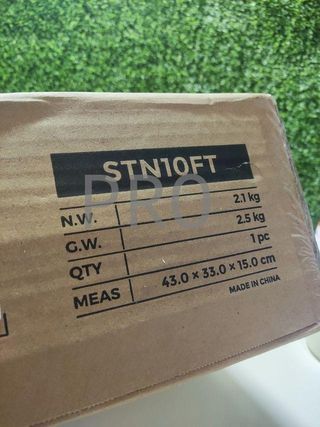 STN10FT
PRO
N.W. 2.1 kg
G.W. 2.5 kg
QTY 1 pc
MEAS 43.0 × 33.0 × 15.0 cm
MADE IN CHINA